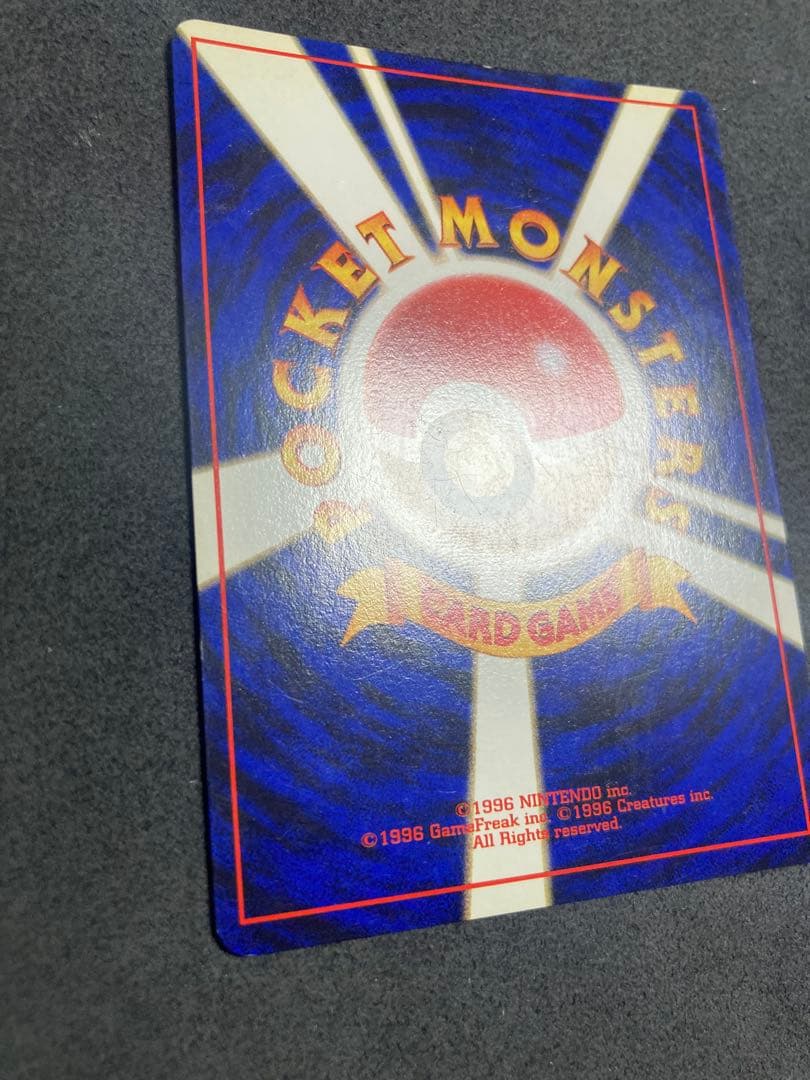 POCKET MONSTERS
CARD GAME
©1996 NINTENDO inc.
©1996 GameFreak inc. ©1996 Creatures inc.
All Rights reserved.